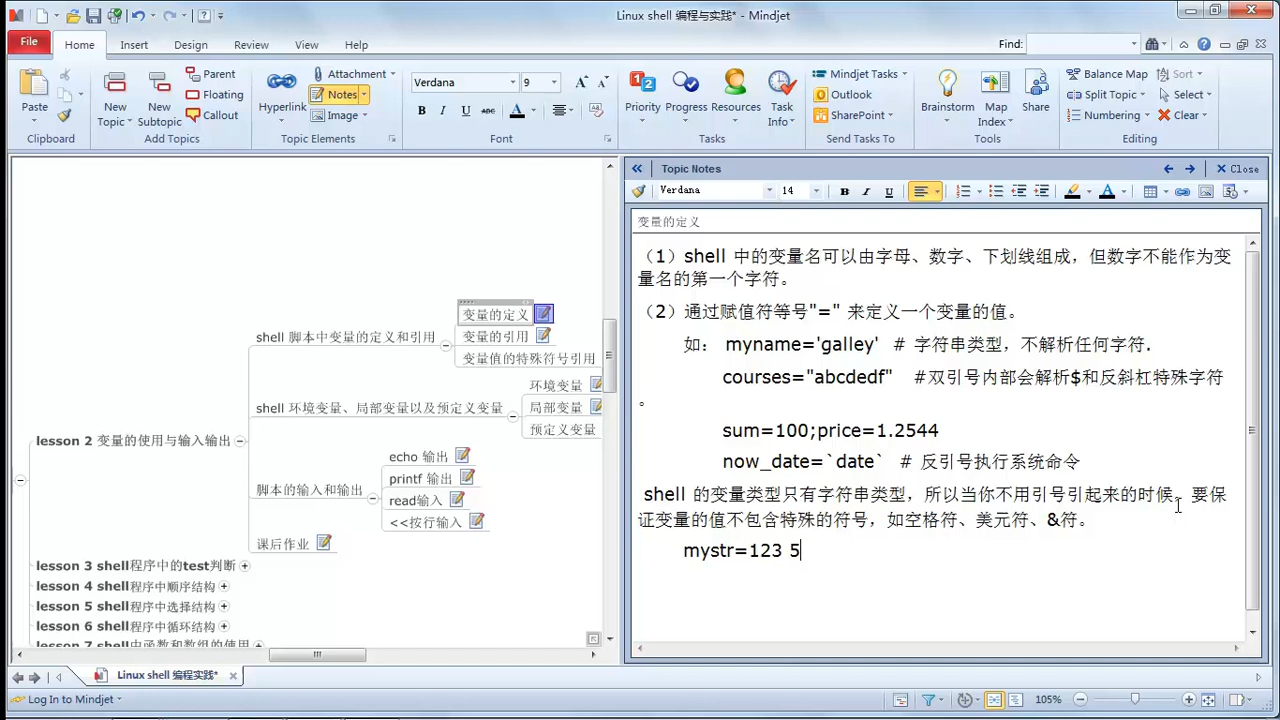 Linux shell 编程与实践* - Mindjet
File
Home
Insert
Design
Review
View
Help
Find:
Paste
New Topic
New Subtopic
Parent
Floating
Callout
Hyperlink
Attachment
Notes
Image
Verdana
9
B I U abc A
Priority
Progress
Resources
Task Info
Mindjet Tasks
Outlook
SharePoint
Brainstorm
Map Index
Share
Balance Map
Split Topic
Numbering
Sort
Select
Clear
Clipboard
Add Topics
Topic Elements
Font
Tasks
Send Tasks To
Tools
Editing
变量的定义
shell 脚本中变量的定义和引用
变量的引用
变量值的特殊符号引用
环境变量
shell 环境变量、局部变量以及预定义变量
局部变量
预定义变量
lesson 2 变量的使用与输入输出
echo 输出
printf 输出
脚本的输入和输出
read输入
<<按行输入
课后作业
lesson 3 shell程序中的test判断
lesson 4 shell程序中顺序结构
lesson 5 shell程序中选择结构
lesson 6 shell程序中循环结构
lesson 7 shell中函数和数组的使用
Topic Notes
Close
Verdana
14
B I U A
变量的定义
（1）shell 中的变量名可以由字母、数字、下划线组成，但数字不能作为变
量名的第一个字符。
（2）通过赋值符等号"=" 来定义一个变量的值。
如： myname='galley' # 字符串类型，不解析任何字符.
courses="abcdedf" #双引号内部会解析$和反斜杠特殊字符
。
sum=100;price=1.2544
now_date=`date` # 反引号执行系统命令
shell 的变量类型只有字符串类型，所以当你不用引号引起来的时候，要保
证变量的值不包含特殊的符号，如空格符、美元符、&符。
mystr=123 5
Linux shell 编程实践*
Log In to Mindjet
105%